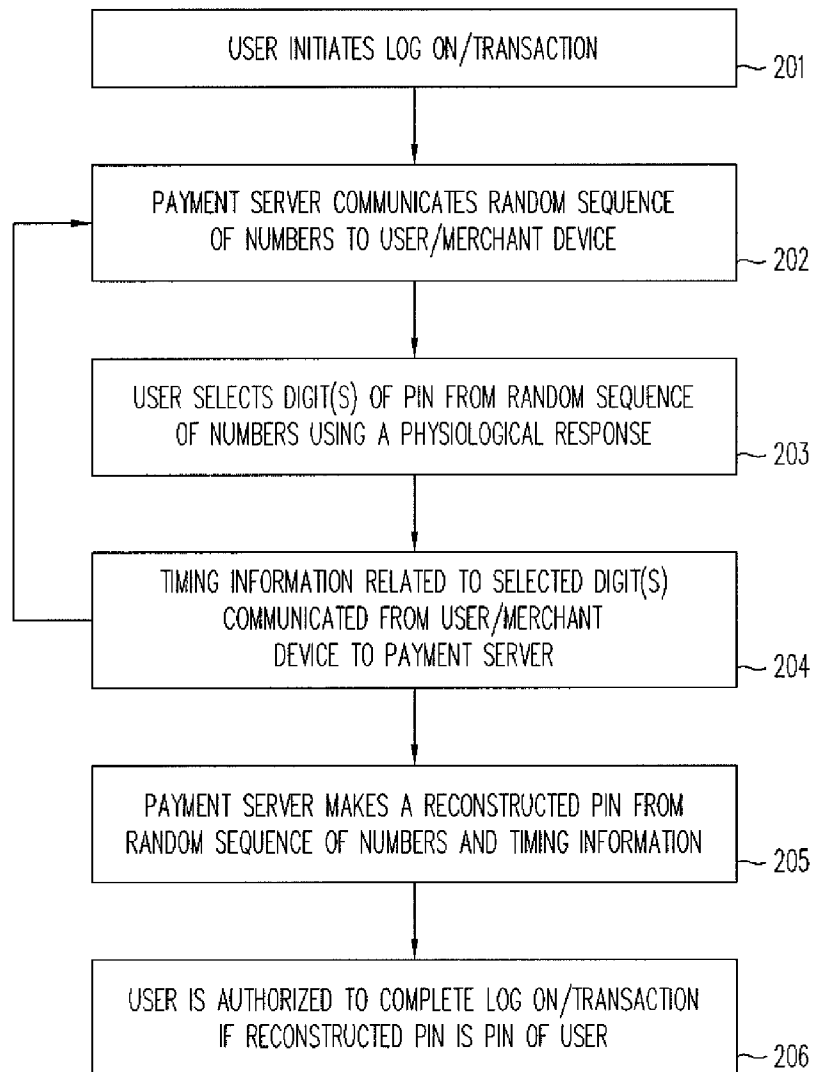 USER INITIATES LOG ON/TRANSACTION
201
PAYMENT SERVER COMMUNICATES RANDOM SEQUENCE
OF NUMBERS TO USER/MERCHANT DEVICE
202
USER SELECTS DIGIT(S) OF PIN FROM RANDOM SEQUENCE
OF NUMBERS USING A PHYSIOLOGICAL RESPONSE
203
TIMING INFORMATION RELATED TO SELECTED DIGIT(S)
COMMUNICATED FROM USER/MERCHANT
DEVICE TO PAYMENT SERVER
204
PAYMENT SERVER MAKES A RECONSTRUCTED PIN FROM
RANDOM SEQUENCE OF NUMBERS AND TIMING INFORMATION
205
USER IS AUTHORIZED TO COMPLETE LOG ON/TRANSACTION
IF RECONSTRUCTED PIN IS PIN OF USER
206